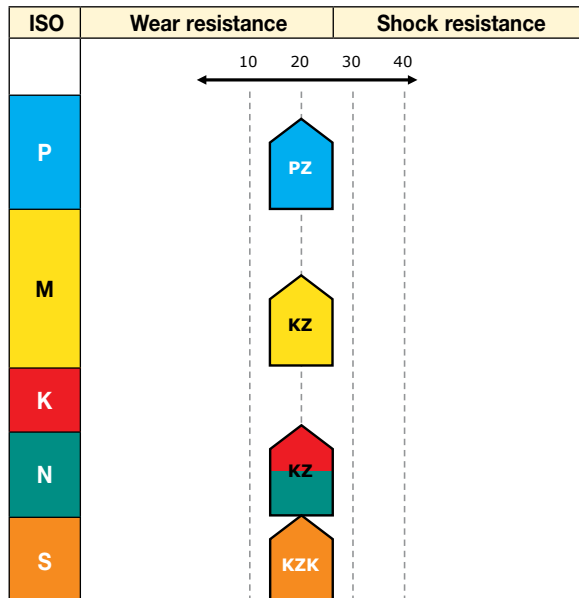 ISO Wear resistance Shock resistance
10 20 30 40
P PZ
M KZ
K
N KZ
S KZK